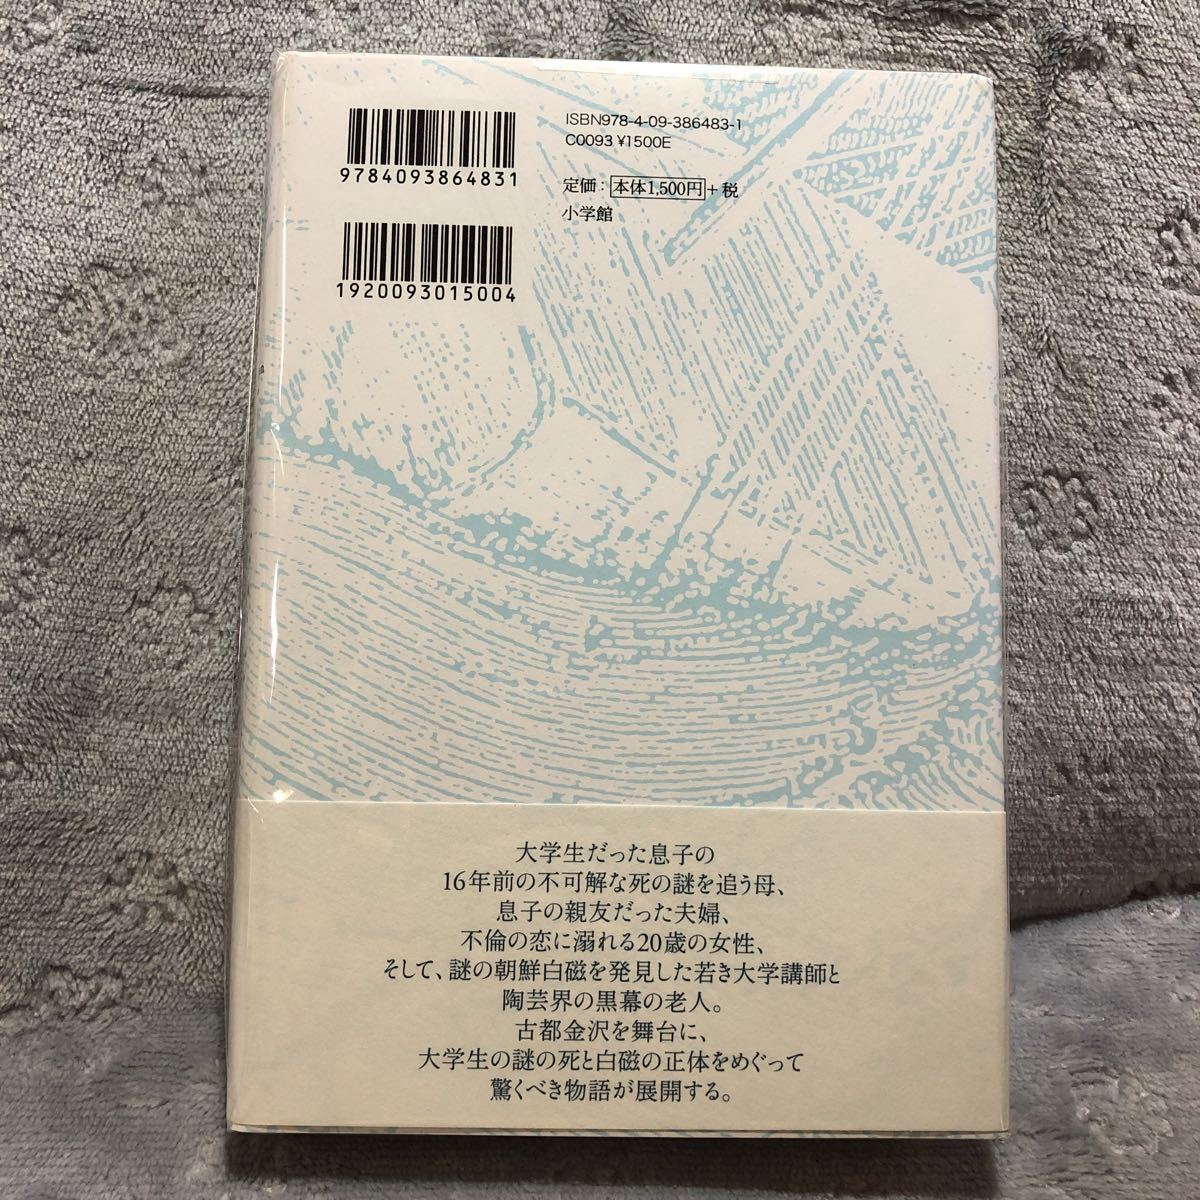 9784093864831
1920093015004
ISBN978-4-09-386483-1
C0093 ¥1500E
定価：本体1,500円+税
小学館
大学生だった息子の
16年前の不可解な死の謎を追う母、
息子の親友だった夫婦、
不倫の恋に溺れる20歳の女性、
そして、謎の朝鮮白磁を発見した若き大学講師と
陶芸界の黒幕の老人。
古都金沢を舞台に、
大学生の謎の死と白磁の正体をめぐって
驚くべき物語が展開する。